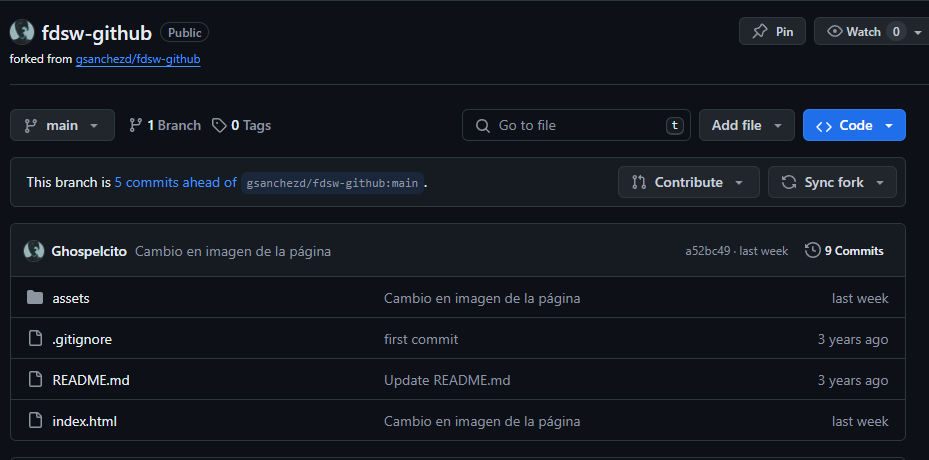 fdsw-github Public Pin Watch 0
forked from gsanchezd/fdsw-github
main 1 Branch 0 Tags Go to file t Add file Code
This branch is 5 commits ahead of gsanchezd/fdsw-github:main. Contribute Sync fork
Ghospelcito Cambio en imagen de la página a52bc49 · last week 9 Commits
assets Cambio en imagen de la página last week
.gitignore first commit 3 years ago
README.md Update README.md 3 years ago
index.html Cambio en imagen de la página last week